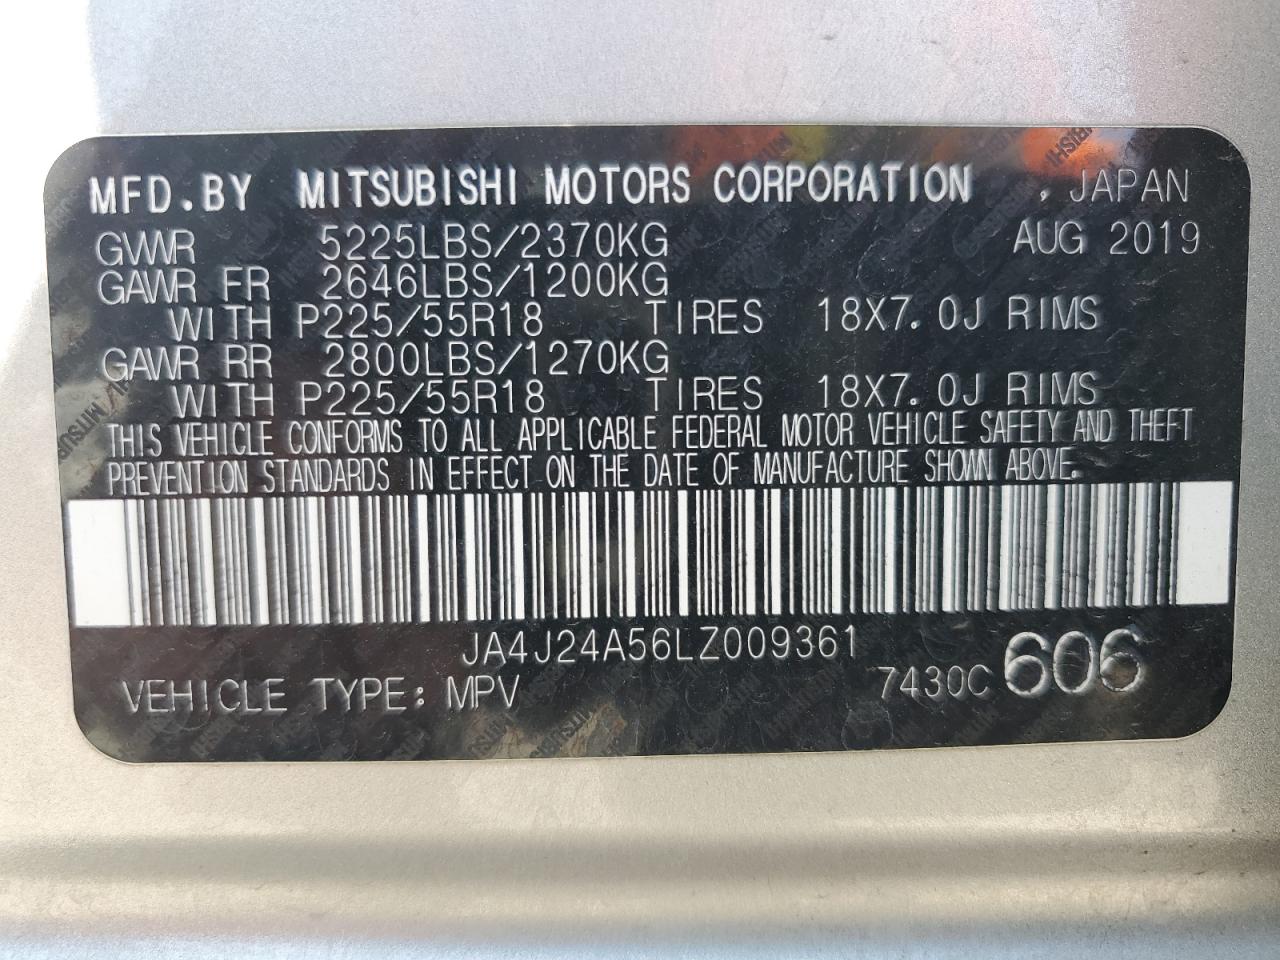 MFD.BY MITSUBISHI MOTORS CORPORATION , JAPAN
GVWR 5225LBS/2370KG AUG 2019
GAWR FR 2646LBS/1200KG
WITH P225/55R18 TIRES 18X7.0J RIMS
GAWR RR 2800LBS/1270KG
WITH P225/55R18 TIRES 18X7.0J RIMS
THIS VEHICLE CONFORMS TO ALL APPLICABLE FEDERAL MOTOR VEHICLE SAFETY AND THEFT
PREVENTION STANDARDS IN EFFECT ON THE DATE OF MANUFACTURE SHOWN ABOVE.
JA4J24A56LZ009361
VEHICLE TYPE: MPV 7430C 606